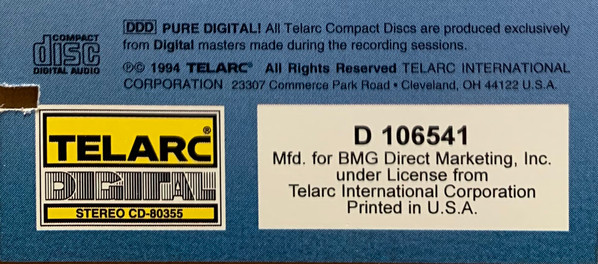 COMPACT
disc
DIGITAL AUDIO
DDD PURE DIGITAL! All Telarc Compact Discs are produced exclusively
from Digital masters made during the recording sessions.
℗© 1994 TELARC® All Rights Reserved TELARC INTERNATIONAL
CORPORATION 23307 Commerce Park Road • Cleveland, OH 44122 U.S.A.
TELARC®
DIGITAL
STEREO CD-80355
D 106541
Mfd. for BMG Direct Marketing, Inc.
under License from
Telarc International Corporation
Printed in U.S.A.